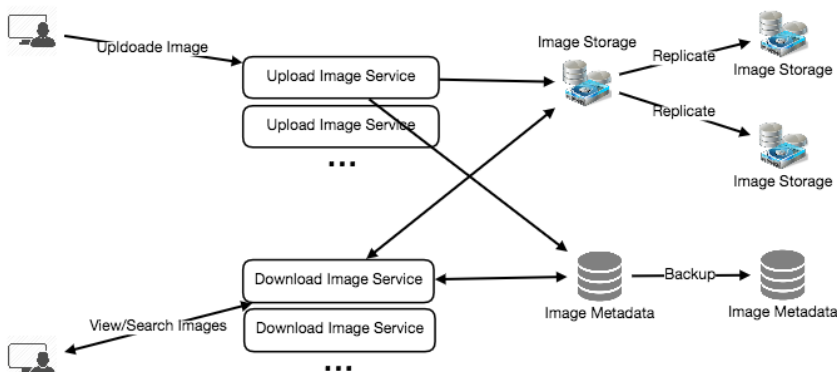 Upldoade Image
Upload Image Service
Upload Image Service
...
Image Storage
Replicate
Image Storage
Replicate
Image Storage
Download Image Service
Download Image Service
...
View/Search Images
Image Metadata
Backup
Image Metadata